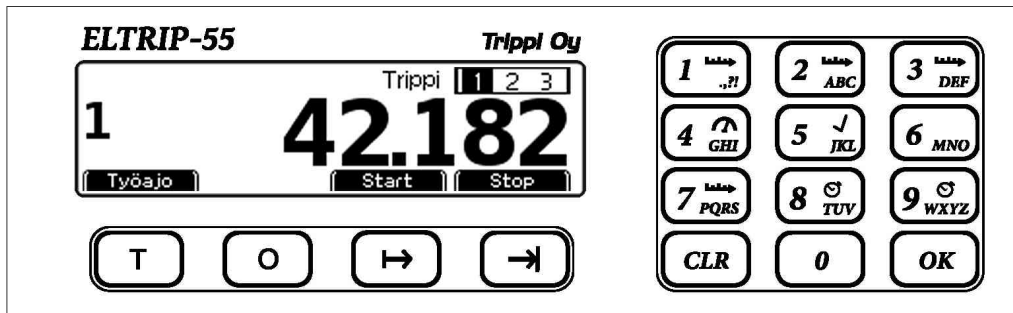 ELTRIP-55 Trippi Oy
Trippi 1 2 3
1 42.182
Työajo Start Stop
T O
1 .,?! 2 ABC 3 DEF
4 GHI 5 JKL 6 MNO
7 PQRS 8 TUV 9 WXYZ
CLR 0 OK